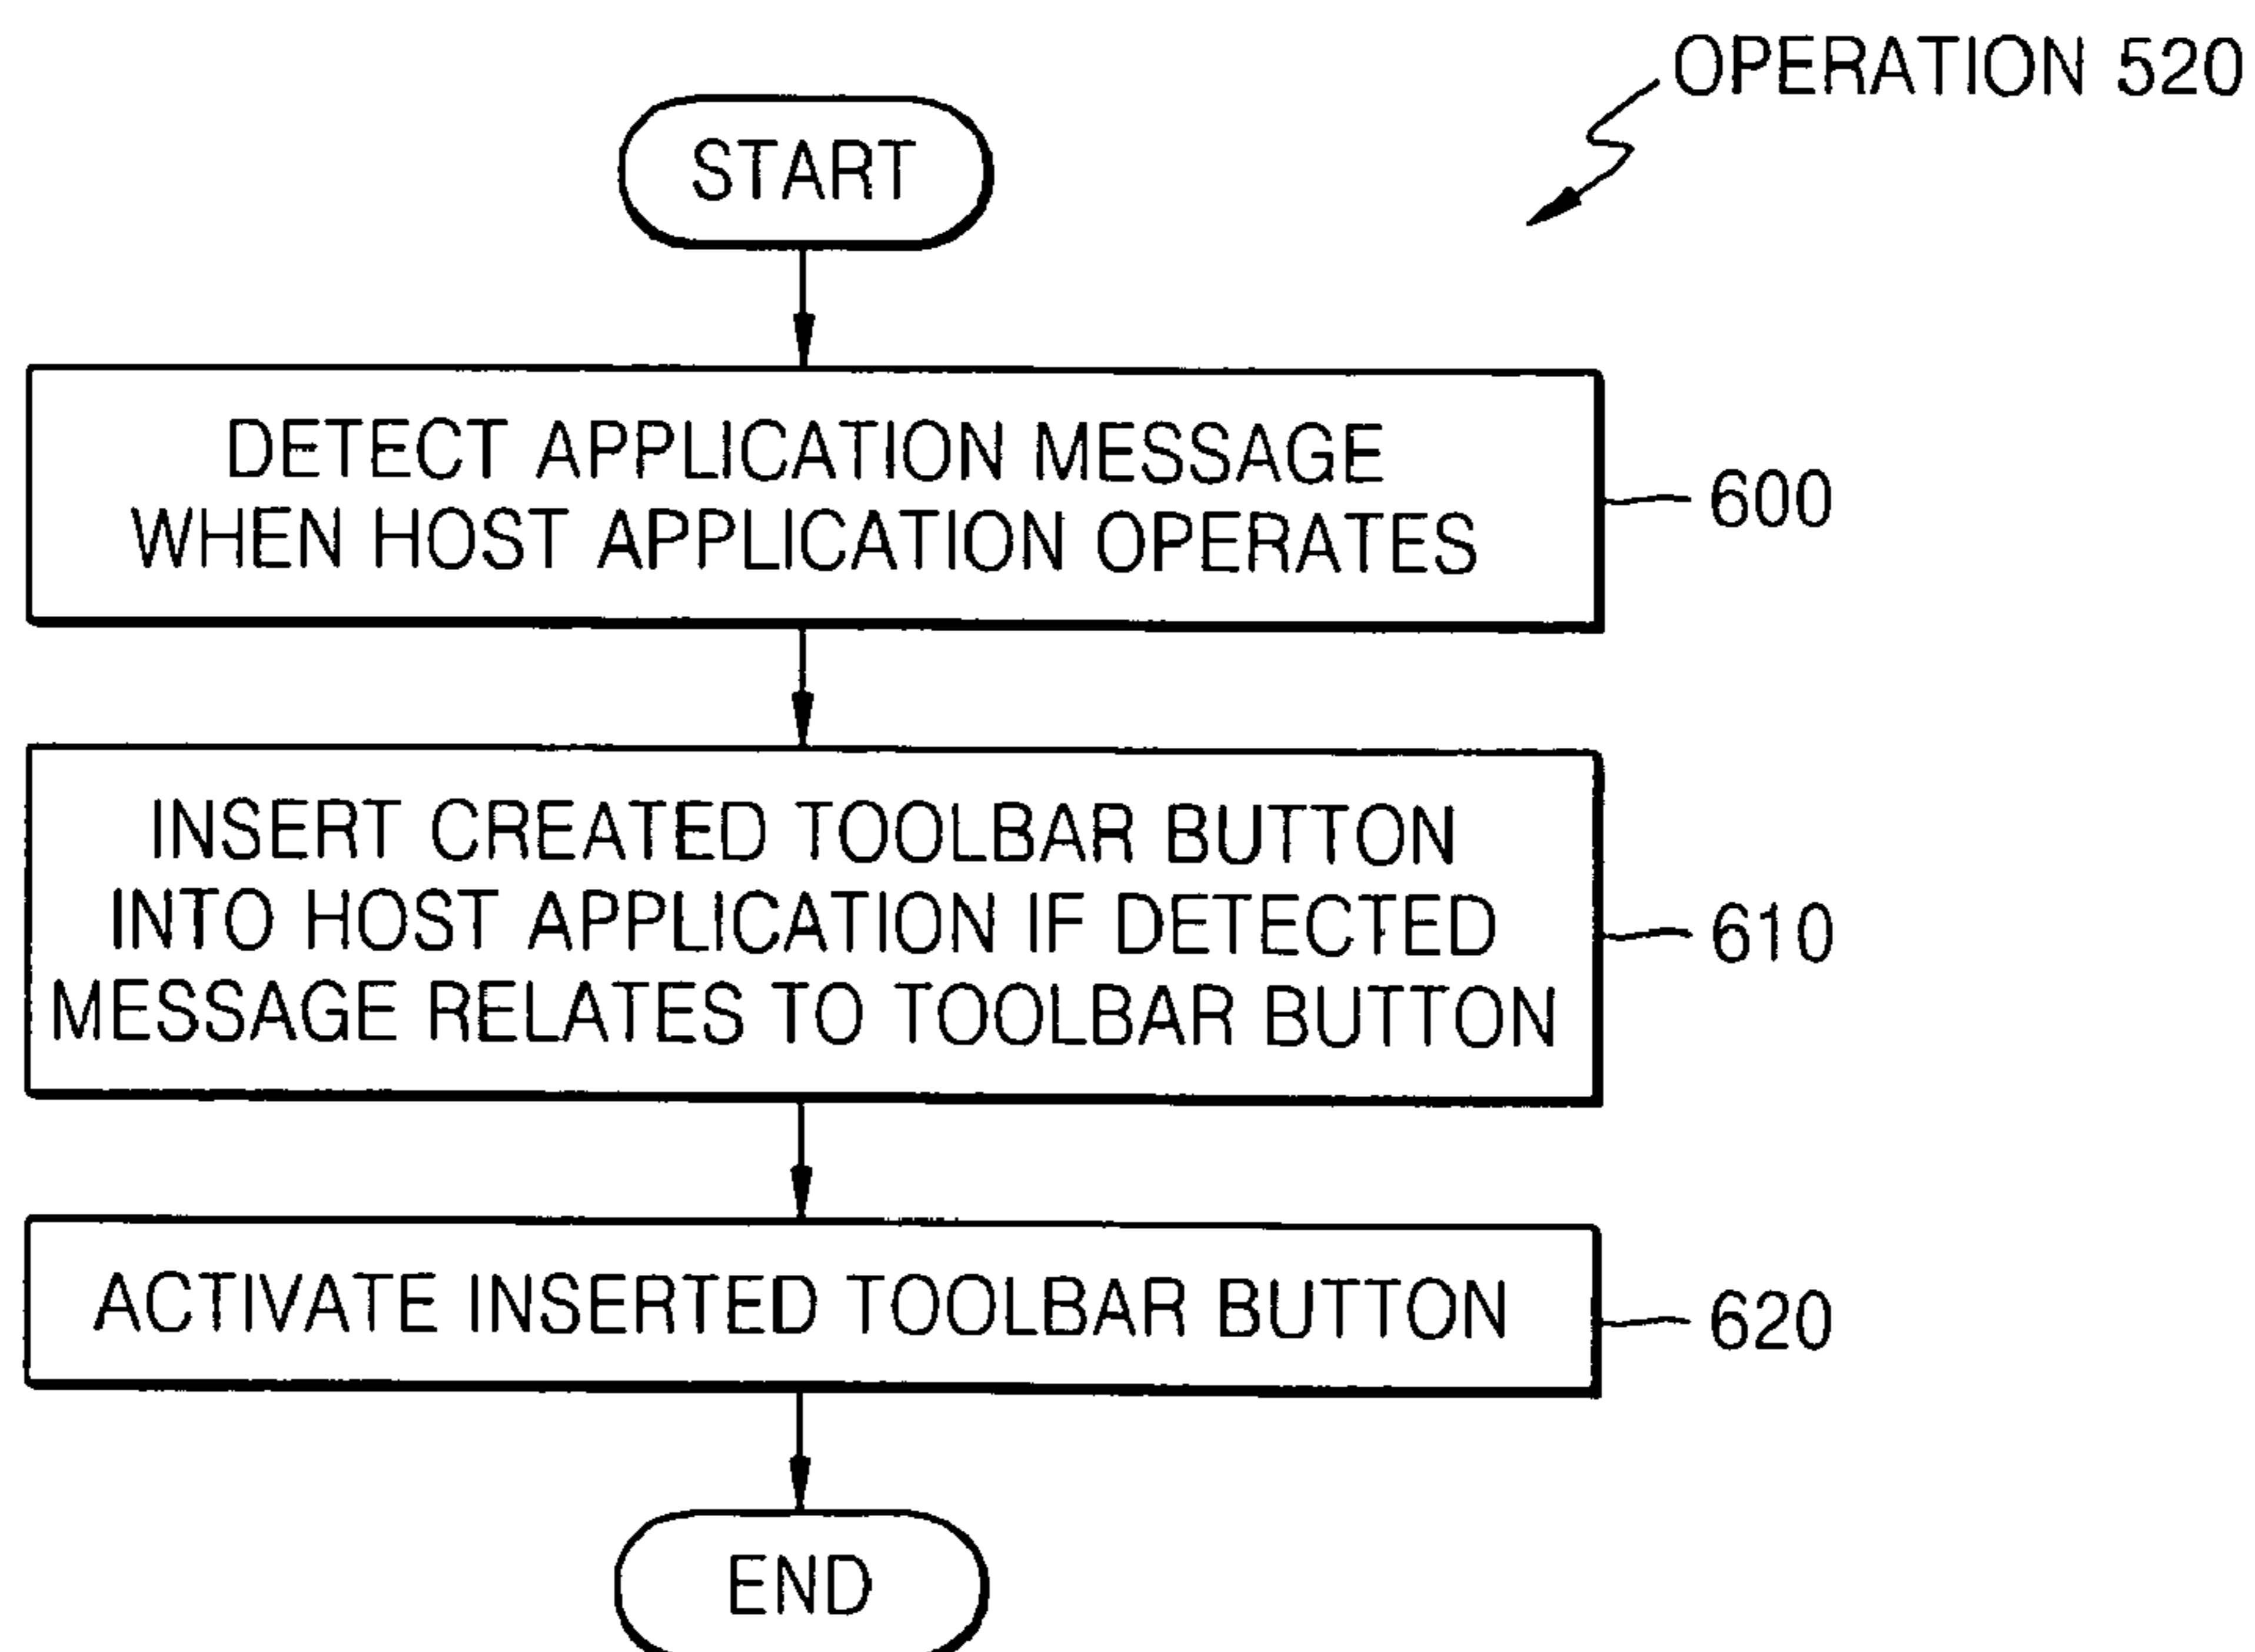 OPERATION 520
START
DETECT APPLICATION MESSAGE
WHEN HOST APPLICATION OPERATES
600
INSERT CREATED TOOLBAR BUTTON
INTO HOST APPLICATION IF DETECTED
MESSAGE RELATES TO TOOLBAR BUTTON
610
ACTIVATE INSERTED TOOLBAR BUTTON
620
END